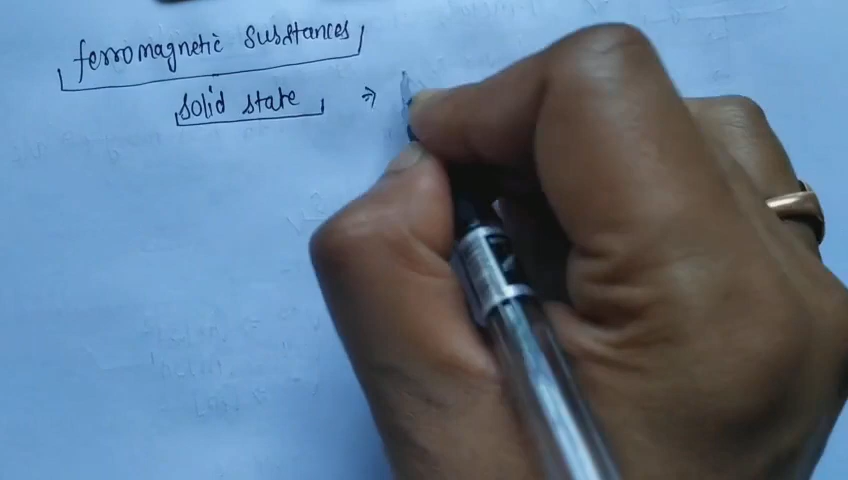 ferromagnetic substances
solid state ⇒